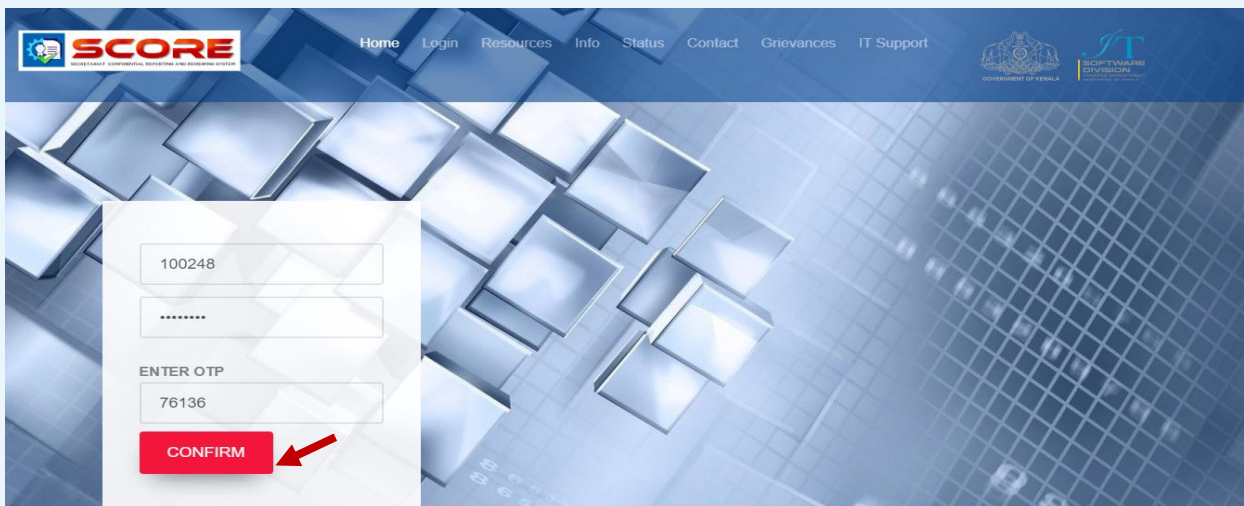 SCORE
SECRETARIAT CONFIDENTIAL REPORTING AND REVIEWING SYSTEM
Home Login Resources Info Status Contact Grievances IT Support
GOVERNMENT OF KERALA
IT
SOFTWARE
DIVISION
100248
••••••••
ENTER OTP
76136
CONFIRM